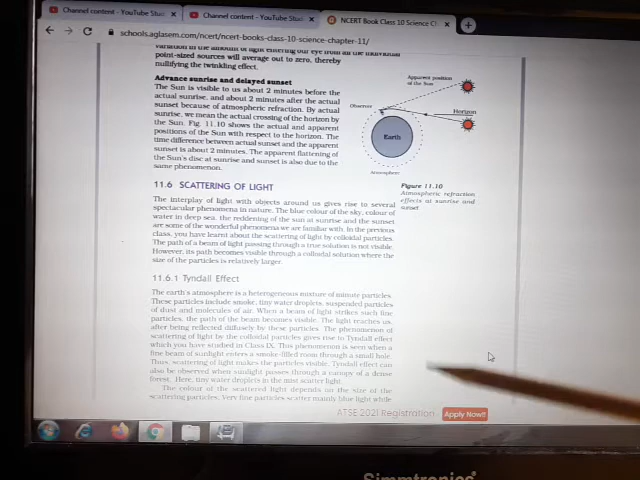 Channel content - YouTube Stud
Channel content - YouTube Stud
NCERT Book Class 10 Science C
schools.aglasem.com/ncert/ncert-books-class-10-science-chapter-11/
variation in the amount of light entering our eye from all the individual
point-sized sources will average out to zero, thereby
nullifying the twinkling effect.
Advance sunrise and delayed sunset
The Sun is visible to us about 2 minutes before the
actual sunrise, and about 2 minutes after the actual
sunset because of atmospheric refraction. By actual
sunrise, we mean the actual crossing of the horizon by
the Sun. Fig. 11.10 shows the actual and apparent
positions of the Sun with respect to the horizon. The
time difference between actual sunset and the apparent
sunset is about 2 minutes. The apparent flattening of
the Sun's disc at sunrise and sunset is also due to the
same phenomenon.
Apparent position
of the Sun
Observer
Horizon
Earth
Atmosphere
Figure 11.10
Atmospheric refraction
effects at sunrise and
sunset
11.6 SCATTERING OF LIGHT
The interplay of light with objects around us gives rise to several
spectacular phenomena in nature. The blue colour of the sky, colour of
water in deep sea, the reddening of the sun at sunrise and the sunset
are some of the wonderful phenomena we are familiar with. In the previous
class, you have learnt about the scattering of light by colloidal particles.
The path of a beam of light passing through a true solution is not visible.
However, its path becomes visible through a colloidal solution where the
size of the particles is relatively larger.
11.6.1 Tyndall Effect
The earth's atmosphere is a heterogeneous mixture of minute particles.
These particles include smoke, tiny water droplets, suspended particles
of dust and molecules of air. When a beam of light strikes such fine
particles, the path of the beam becomes visible. The light reaches us,
after being reflected diffusely by these particles. The phenomenon of
scattering of light by the colloidal particles gives rise to Tyndall effect
which you have studied in Class IX. This phenomenon is seen when a
fine beam of sunlight enters a smoke-filled room through a small hole.
Thus, scattering of light makes the particles visible. Tyndall effect can
also be observed when sunlight passes through a canopy of a dense
forest. Here, tiny water droplets in the mist scatter light.
The colour of the scattered light depends on the size of the
scattering particles. Very fine particles scatter mainly blue light while
ATSE 2021 Registration Apply Now!!
Simmtronics